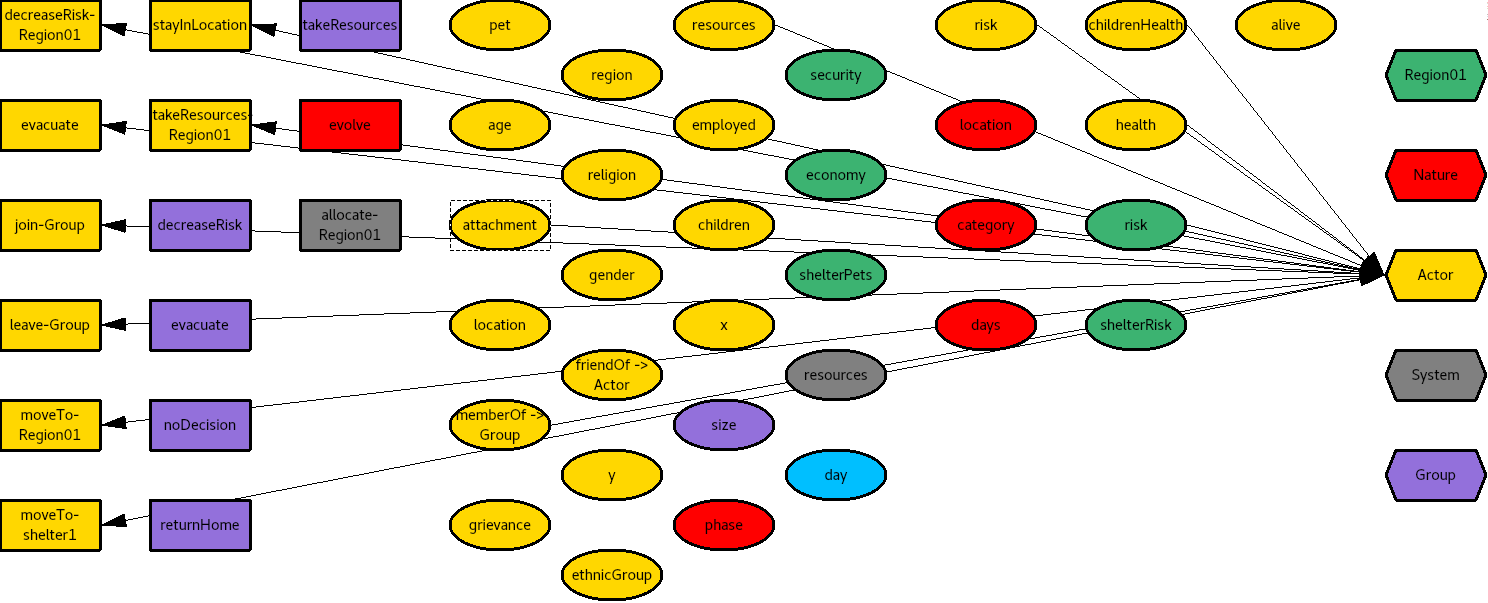 decreaseRisk-
Region01
stayInLocation
takeResources
pet
resources
risk
childrenHealth
alive
region
security
Region01
evacuate
takeResources-
Region01
evolve
age
employed
location
health
religion
economy
Nature
join-Group
decreaseRisk
allocate-
Region01
attachment
children
category
risk
gender
shelterPets
Actor
leave-Group
evacuate
location
x
days
shelterRisk
friendOf ->
Actor
resources
System
moveTo-
Region01
noDecision
memberOf ->
Group
size
y
day
Group
moveTo-
shelter1
returnHome
grievance
phase
ethnicGroup